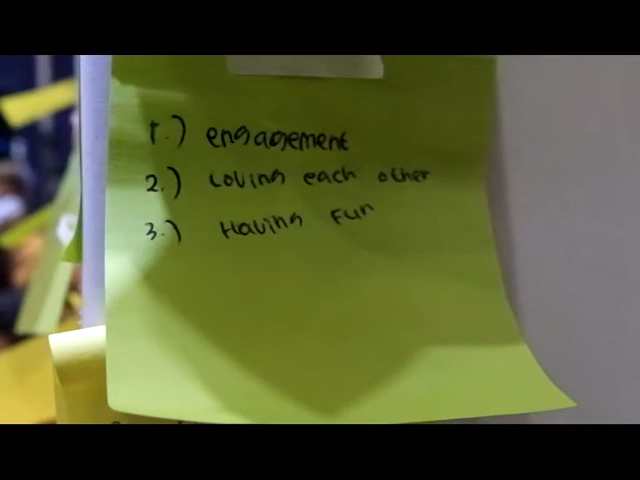 1.) engagement
2.) Loving each other
3.) Having Fun